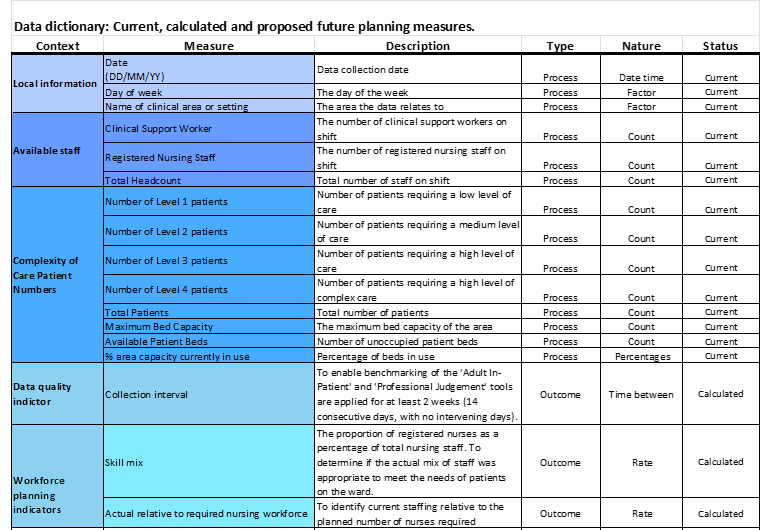 Data dictionary: Current, calculated and proposed future planning measures.
Context Measure Description Type Nature Status
Local information
Date
(DD/MM/YY) Data collection date Process Date time Current
Day of week The day of the week Process Factor Current
Name of clinical area or setting The area the data relates to Process Factor Current
Available staff
Clinical Support Worker The number of clinical support workers on
shift Process Count Current
Registered Nursing Staff The number of registered nursing staff on
shift Process Count Current
Total Headcount Total number of staff on shift Process Count Current
Complexity of
Care Patient
Numbers
Number of Level 1 patients Number of patients requiring a low level of
care Process Count Current
Number of Level 2 patients Number of patients requiring a medium level
of care Process Count Current
Number of Level 3 patients Number of patients requiring a high level of
care Process Count Current
Number of Level 4 patients Number of patients requiring a high level of
complex care Process Count Current
Total Patients Total number of patients Process Count Current
Maximum Bed Capacity The maximum bed capacity of the area Process Count Current
Available Patient Beds Number of unoccupied patient beds Process Count Current
% area capacity currently in use Percentage of beds in use Process Percentages Current
Data quality
indictor
Collection interval
To enable benchmarking of the 'Adult In-
Patient' and 'Professional Judgement' tools
are applied for at least 2 weeks (14
consecutive days, with no intervening days).
Outcome Time between Calculated
Workforce
planning
indicators
Skill mix
The proportion of registered nurses as a
percentage of total nursing staff. To
determine if the actual mix of staff was
appropriate to meet the needs of patients
on the ward.
Outcome Rate Calculated
Actual relative to required nursing workforce
To identify current staffing relative to the
planned number of nurses required
Outcome Rate Calculated